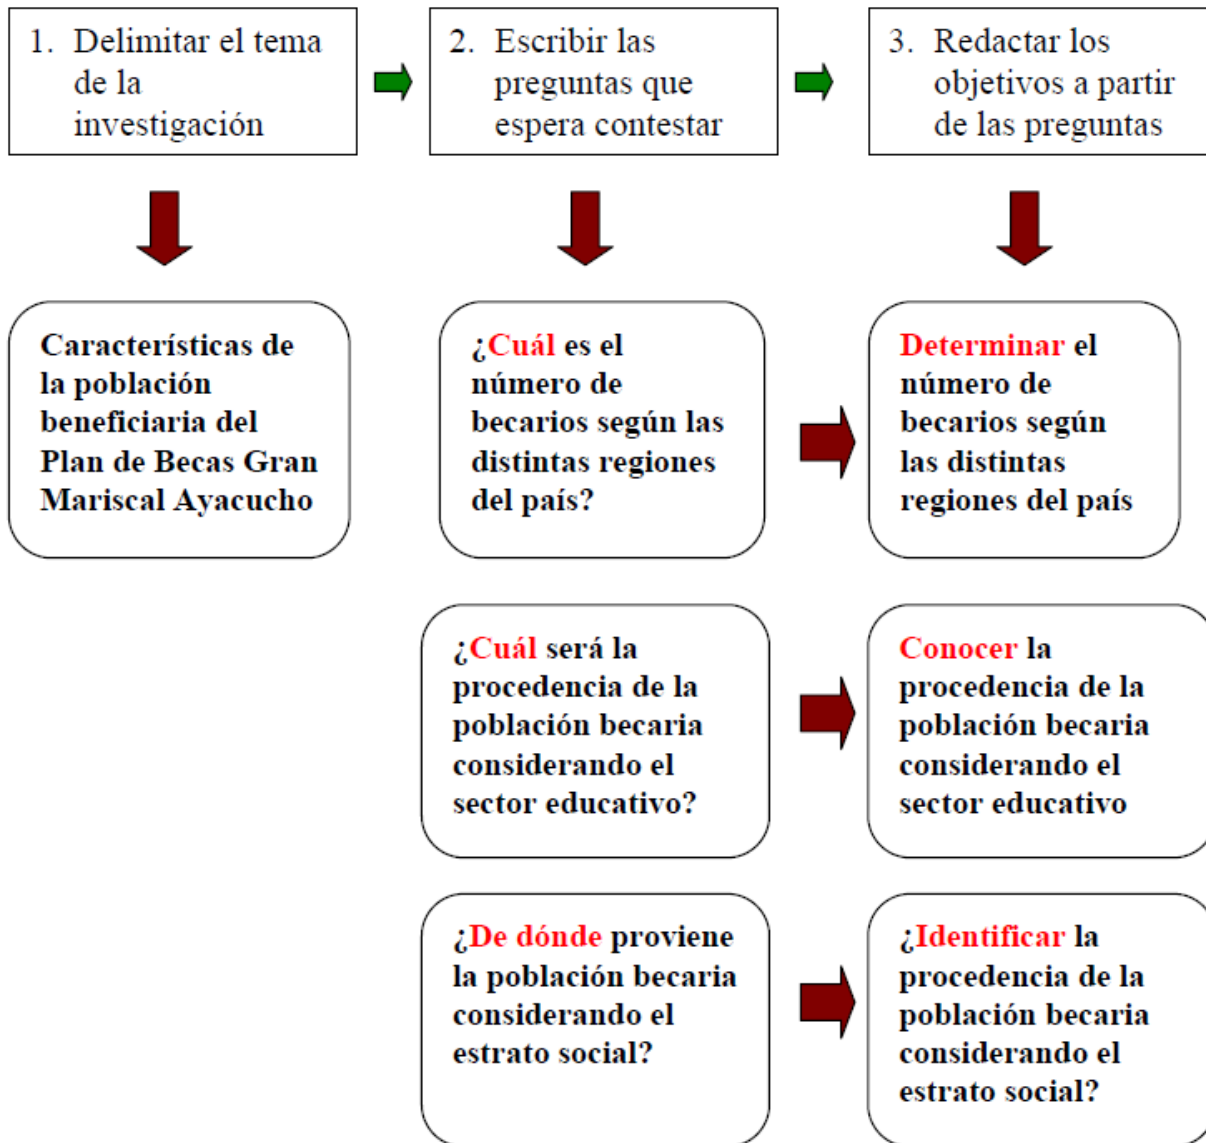 1. Delimitar el tema
de la
investigación
2. Escribir las
preguntas que
espera contestar
3. Redactar los
objetivos a partir
de las preguntas
Características de
la población
beneficiaria del
Plan de Becas Gran
Mariscal Ayacucho
¿Cuál es el
número de
becarios según las
distintas regiones
del país?
Determinar el
número de
becarios según
las distintas
regiones del país
¿Cuál será la
procedencia de la
población becaria
considerando el
sector educativo?
Conocer la
procedencia de la
población becaria
considerando el
sector educativo
¿De dónde proviene
la población becaria
considerando el
estrato social?
¿Identificar la
procedencia de la
población becaria
considerando el
estrato social?